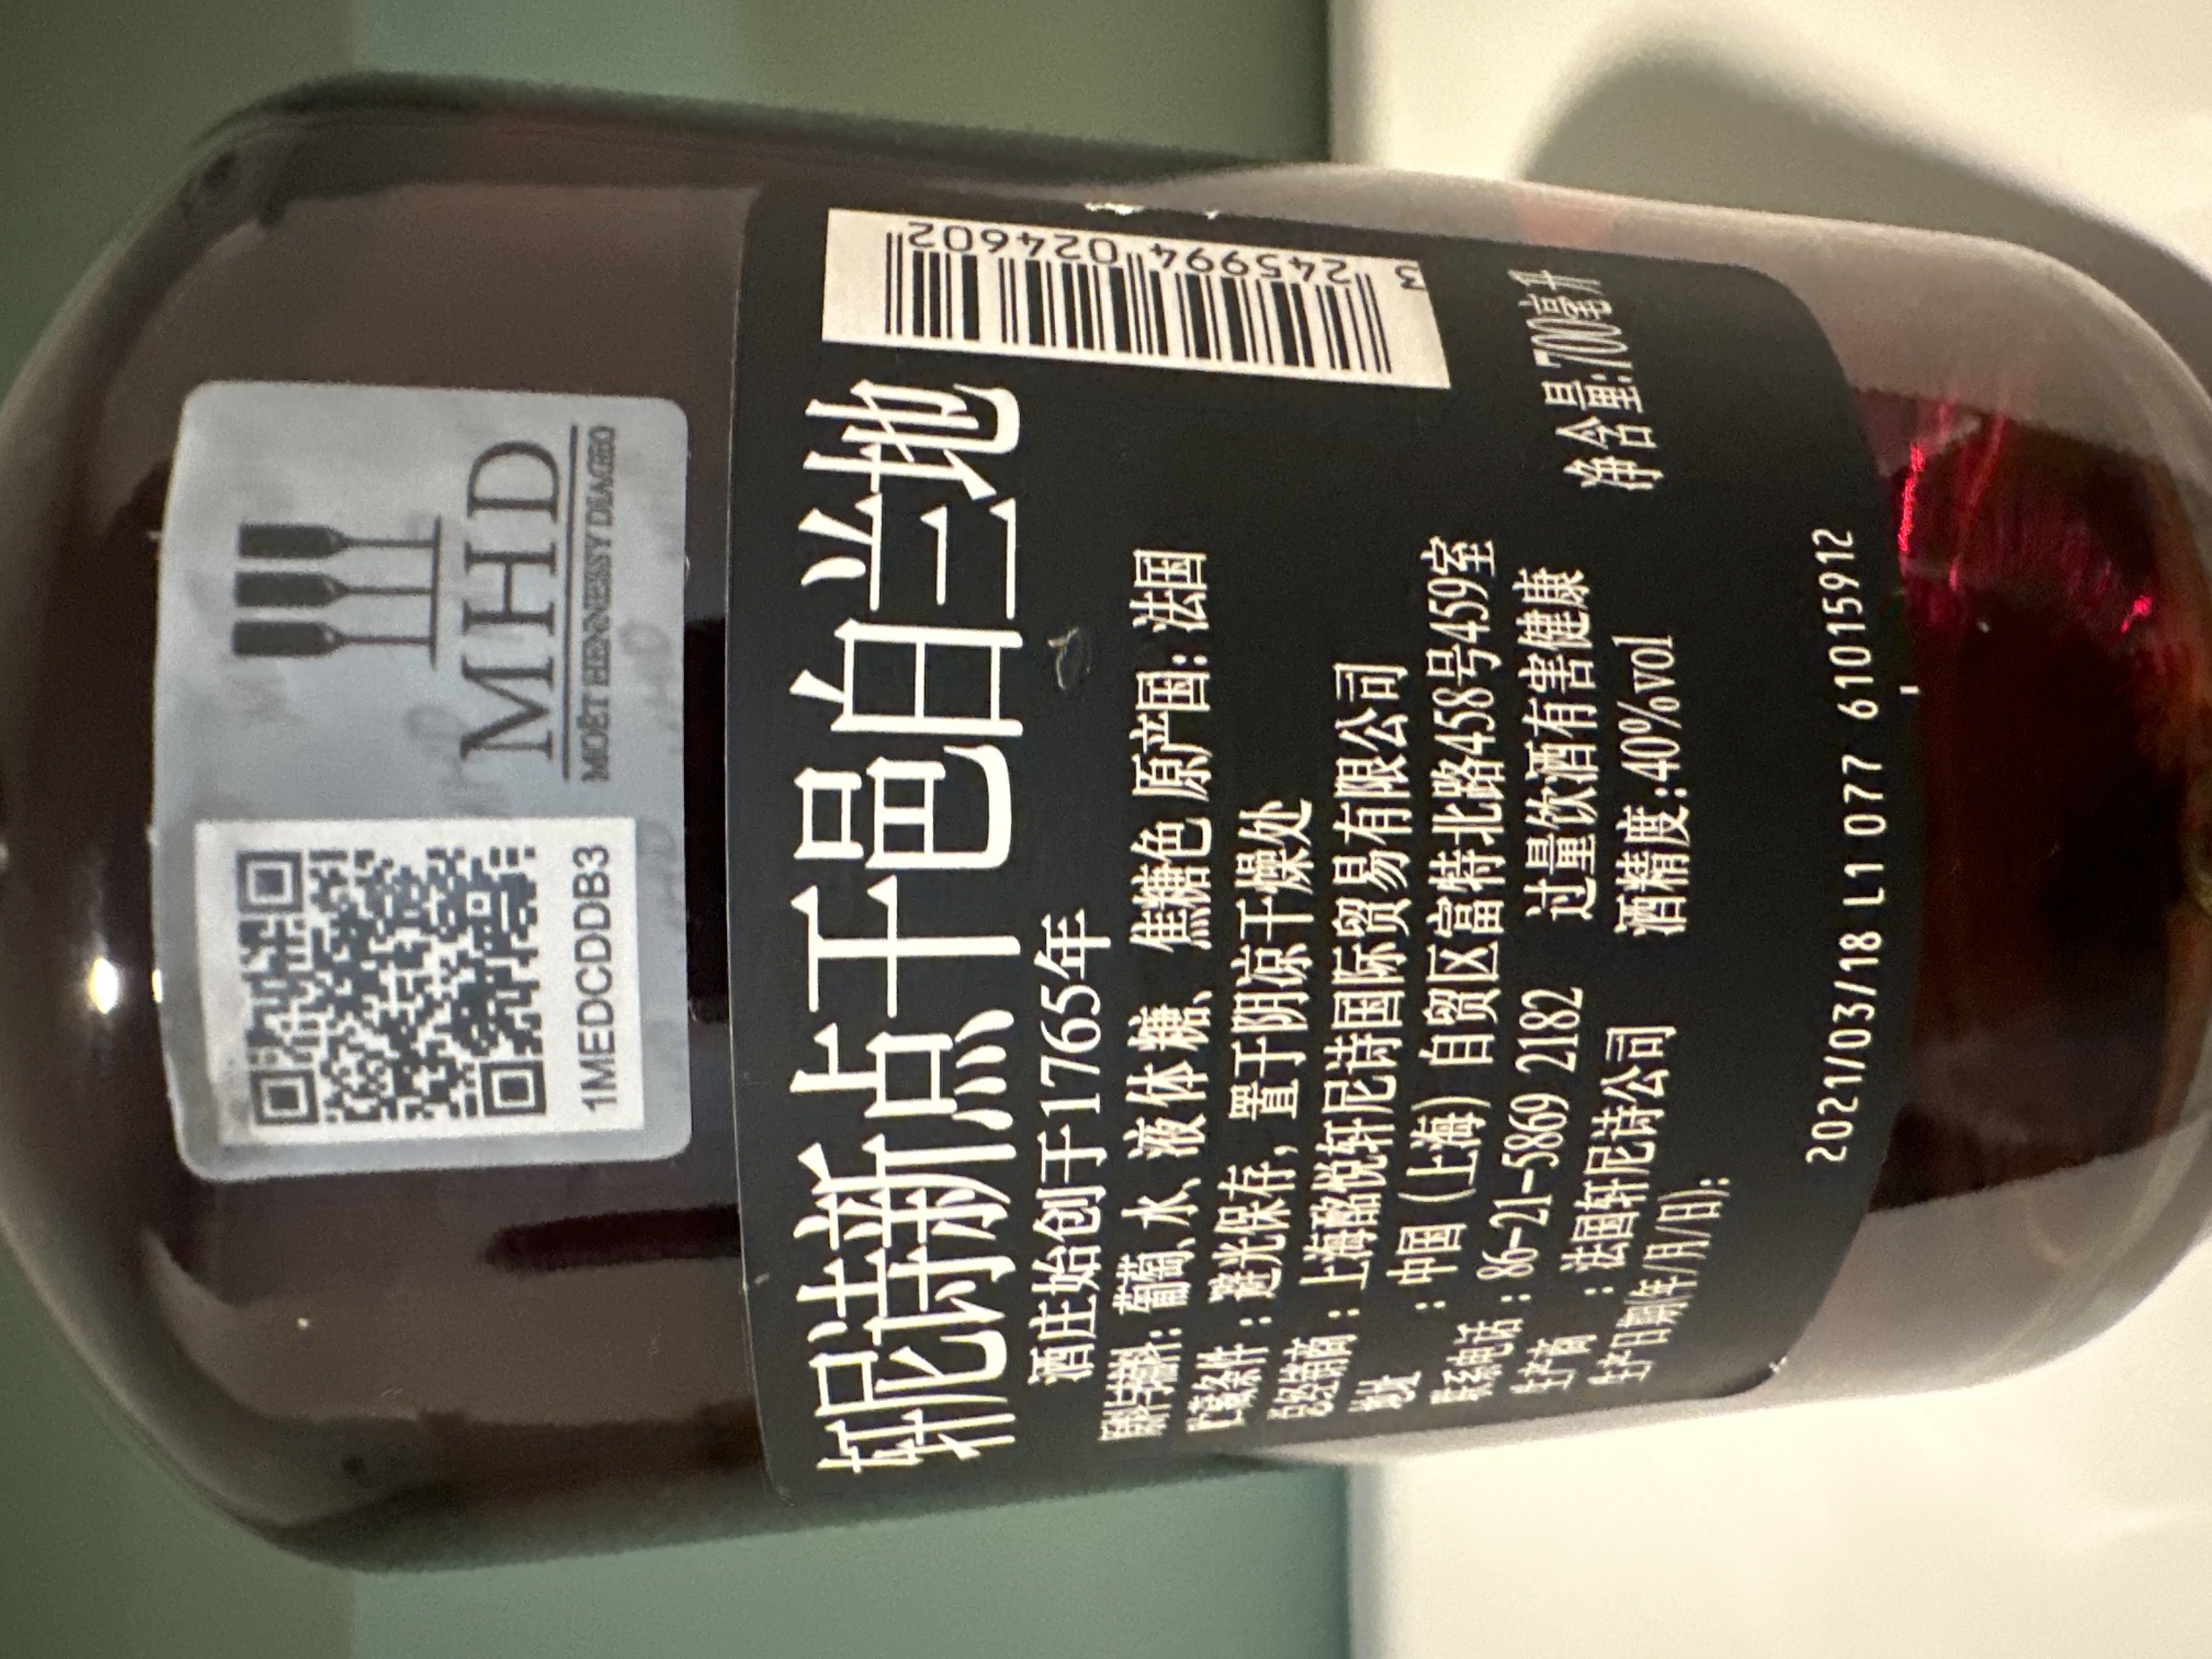 MHD
MOËT HENNESSY DIAGEO
1MEDCDDB3
轩尼诗新点干邑白兰地
酒庄始创于1765年
原料与辅料：葡萄、水、液体糖、焦糖色 原产国：法国
贮藏条件：避光保存，置于阴凉干燥处
总经销商：上海酩悦轩尼诗国际贸易有限公司
地址：中国（上海）自贸区富特北路458号459室
联系电话：86-21-5869 2182 过量饮酒有害健康
生产商：法国轩尼诗公司 酒精度:40%vol 净含量:700毫升
生产日期(年/月/日):
2021/03/18 L1 077 61015912
3 245994 024602